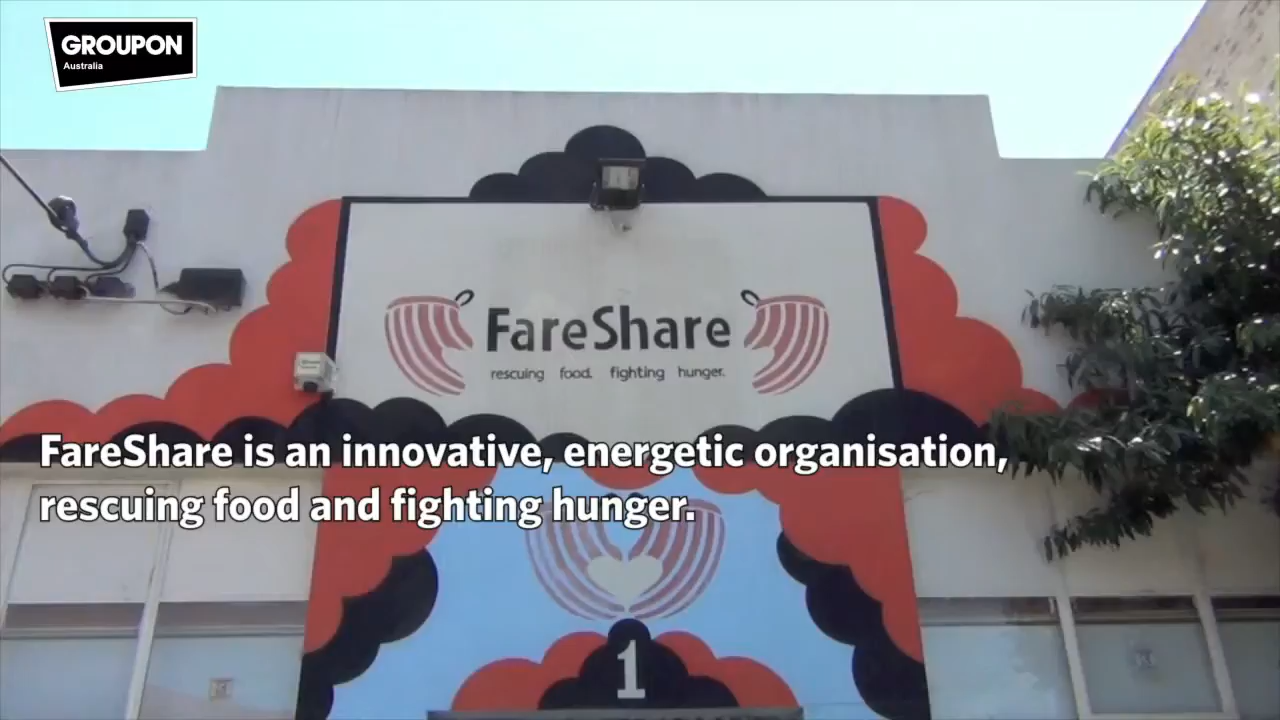 GROUPON
Australia
FareShare
rescuing food. fighting hunger.
FareShare is an innovative, energetic organisation,
rescuing food and fighting hunger.
1